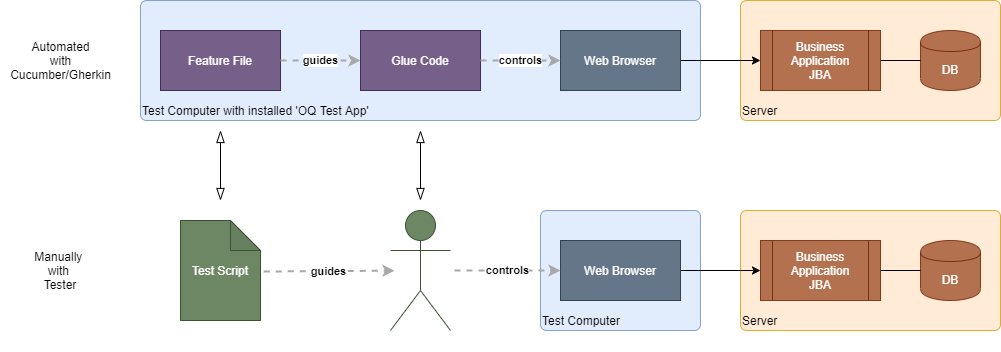 Automated
with
Cucumber/Gherkin
Feature File
guides
Glue Code
controls
Web Browser
Test Computer with installed 'OQ Test App'
Business
Application
JBA
DB
Server
Manually
with
Tester
Test Script
guides
controls
Web Browser
Test Computer
Business
Application
JBA
DB
Server